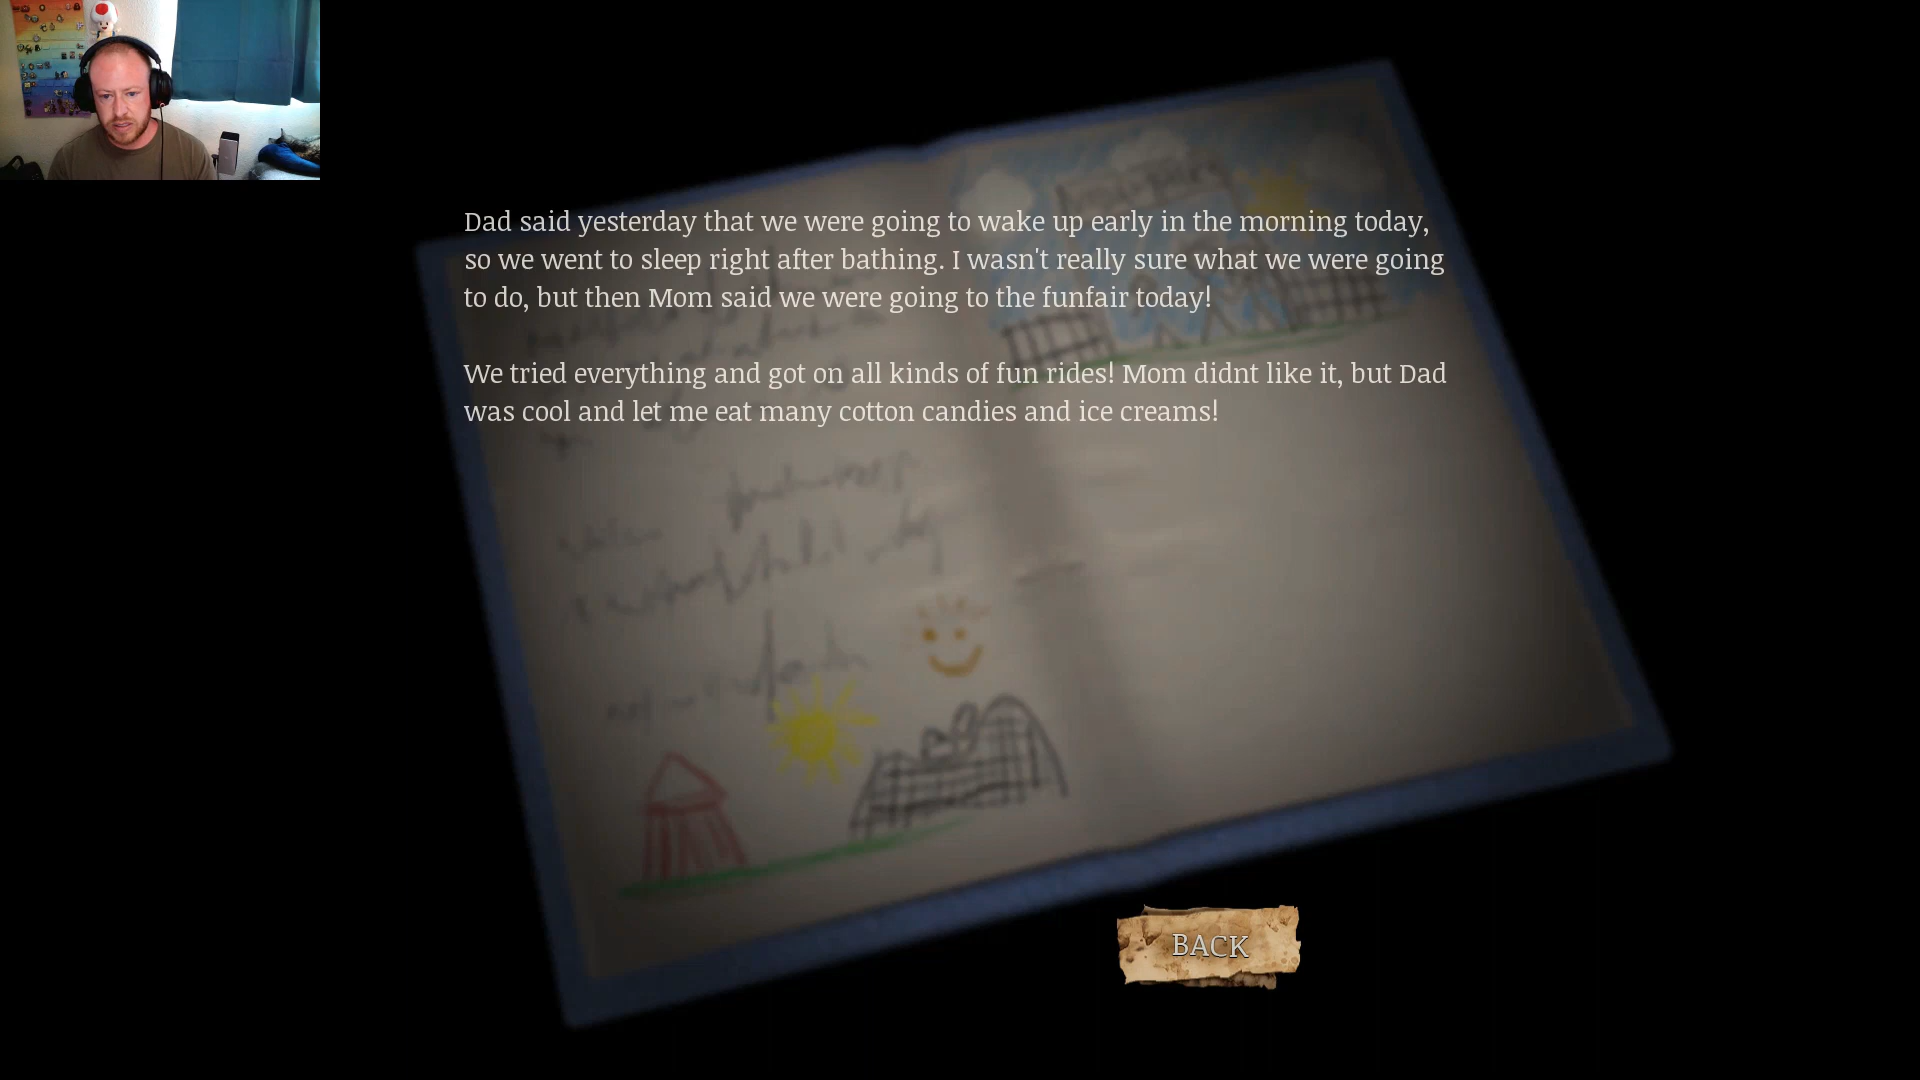 Dad said yesterday that we were going to wake up early in the morning today,
so we went to sleep right after bathing. I wasn't really sure what we were going
to do, but then Mom said we were going to the funfair today!
We tried everything and got on all kinds of fun rides! Mom didnt like it, but Dad
was cool and let me eat many cotton candies and ice creams!
BACK